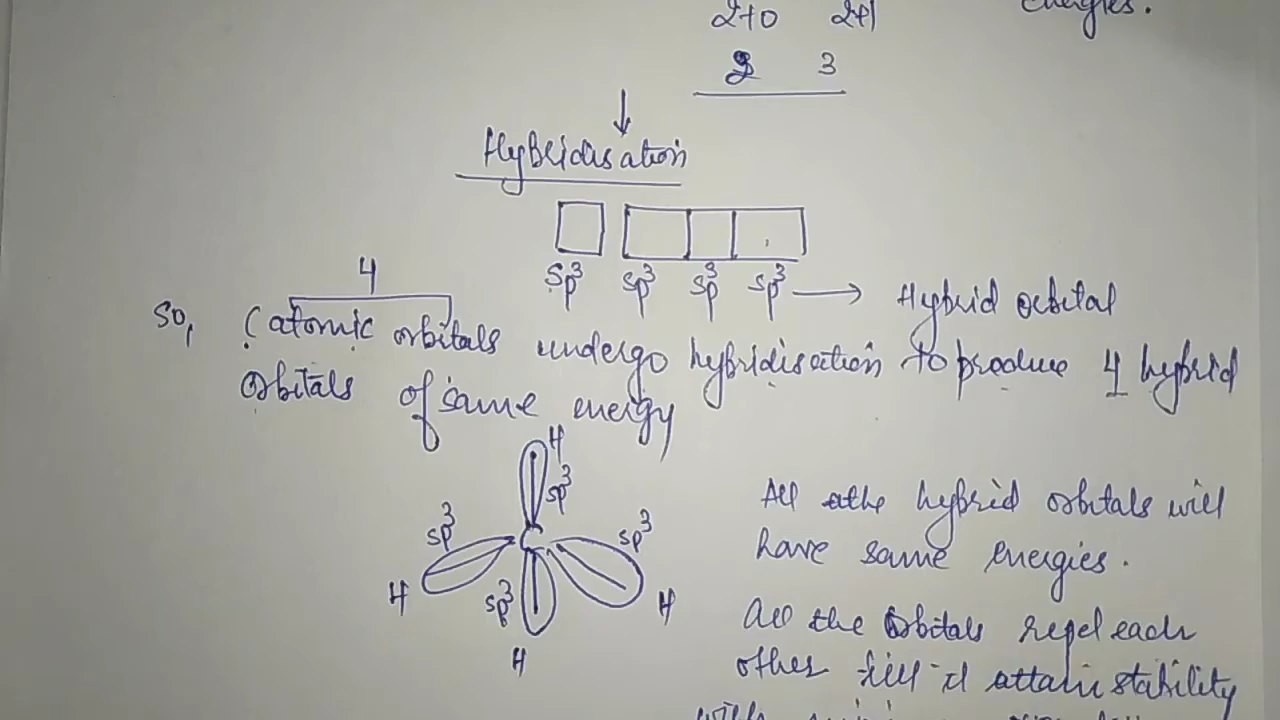 2+0 2+1 energies.
2 3
Hybridisation
sp³ sp³ sp³ sp³ → Hybrid orbital
4
So, (atomic orbitals undergo hybridisation to produce 4 hybrid
orbitals of same energy
H
sp³
sp³ C sp³
H sp³ H
H
All the hybrid orbitals will
have same energies.
All the orbitals repel each
other till it attain stability
with